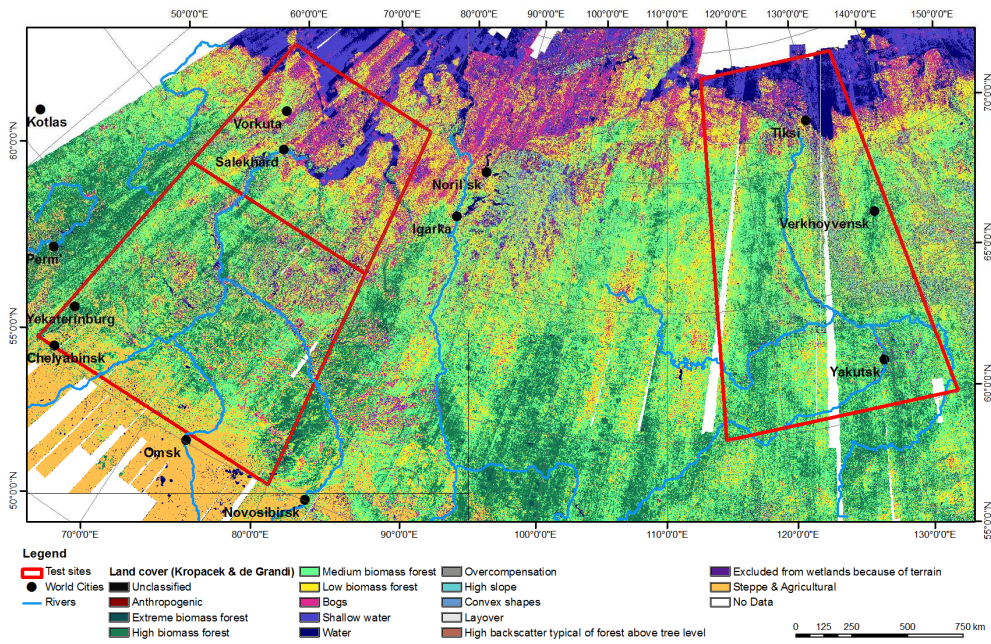 50°0'0"E 60°0'0"E 70°0'0"E 80°0'0"E 90°0'0"E 100°0'0"E 110°0'0"E 120°0'0"E 130°0'0"E 140°0'0"E 150°0'0"E
60°0'0"N
55°0'0"N
50°0'0"N
70°0'0"N
65°0'0"N
60°0'0"N
55°0'0"N
Kotlas
Vorkuta
Tiksi
Salekhard
Noril'sk
Igarka
Verkhoyvensk
Perm'
Yekaterinburg
Chelyabinsk
Yakutsk
Omsk
Novosibirsk
70°0'0"E 80°0'0"E 90°0'0"E 100°0'0"E 110°0'0"E 120°0'0"E 130°0'0"E
Legend
Test sites
World Cities
Rivers
Land cover (Kropacek & de Grandi)
Unclassified
Anthropogenic
Extreme biomass forest
High biomass forest
Medium biomass forest
Low biomass forest
Bogs
Shallow water
Water
Overcompensation
High slope
Convex shapes
Layover
High backscatter typical of forest above tree level
Excluded from wetlands because of terrain
Steppe & Agricultural
No Data
0 125 250 500 750 km